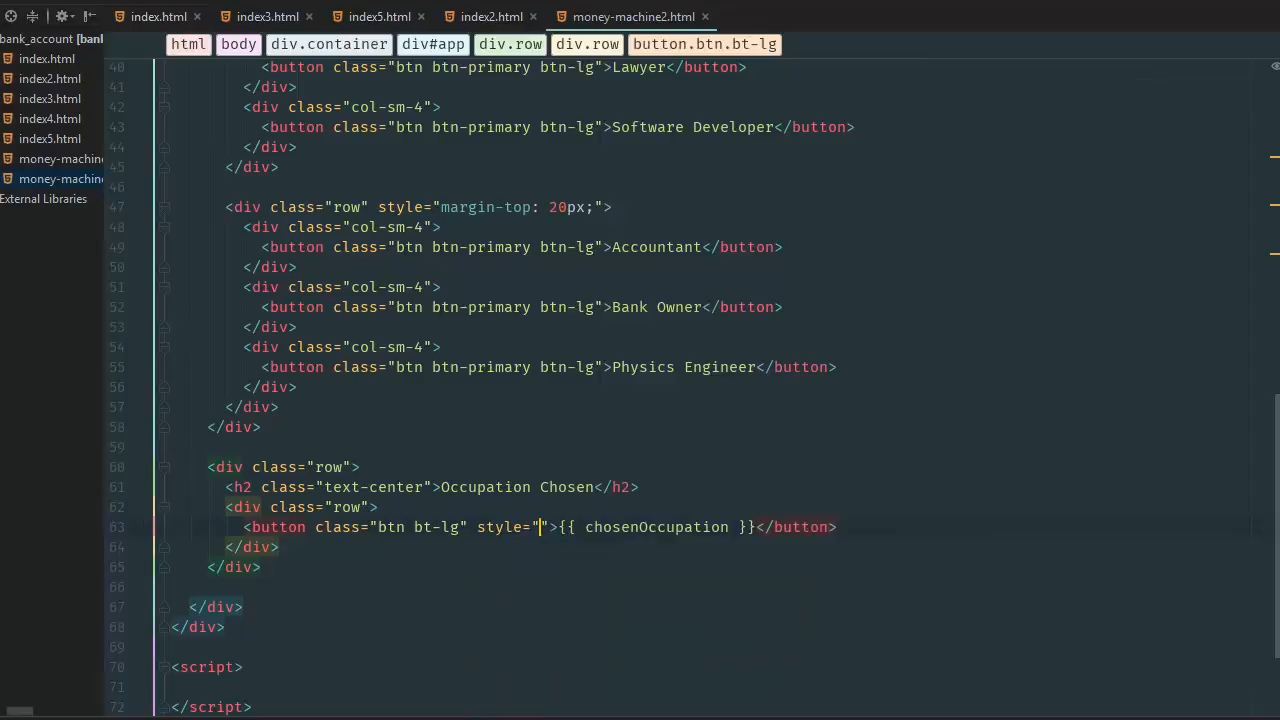 index.html × index3.html × index5.html × index2.html × money-machine2.html ×
bank_account [bank
html body div.container div#app div.row div.row button.btn.bt-lg
index.html
index2.html
index3.html
index4.html
index5.html
money-machine
money-machine
External Libraries
40 <button class="btn btn-primary btn-lg">Lawyer</button>
41 </div>
42 <div class="col-sm-4">
43 <button class="btn btn-primary btn-lg">Software Developer</button>
44 </div>
45 </div>
46
47 <div class="row" style="margin-top: 20px;">
48 <div class="col-sm-4">
49 <button class="btn btn-primary btn-lg">Accountant</button>
50 </div>
51 <div class="col-sm-4">
52 <button class="btn btn-primary btn-lg">Bank Owner</button>
53 </div>
54 <div class="col-sm-4">
55 <button class="btn btn-primary btn-lg">Physics Engineer</button>
56 </div>
57 </div>
58 </div>
59
60 <div class="row">
61 <h2 class="text-center">Occupation Chosen</h2>
62 <div class="row">
63 <button class="btn bt-lg" style="">{{ chosenOccupation }}</button>
64 </div>
65 </div>
66
67 </div>
68 </div>
69
70 <script>
71
72 </script>